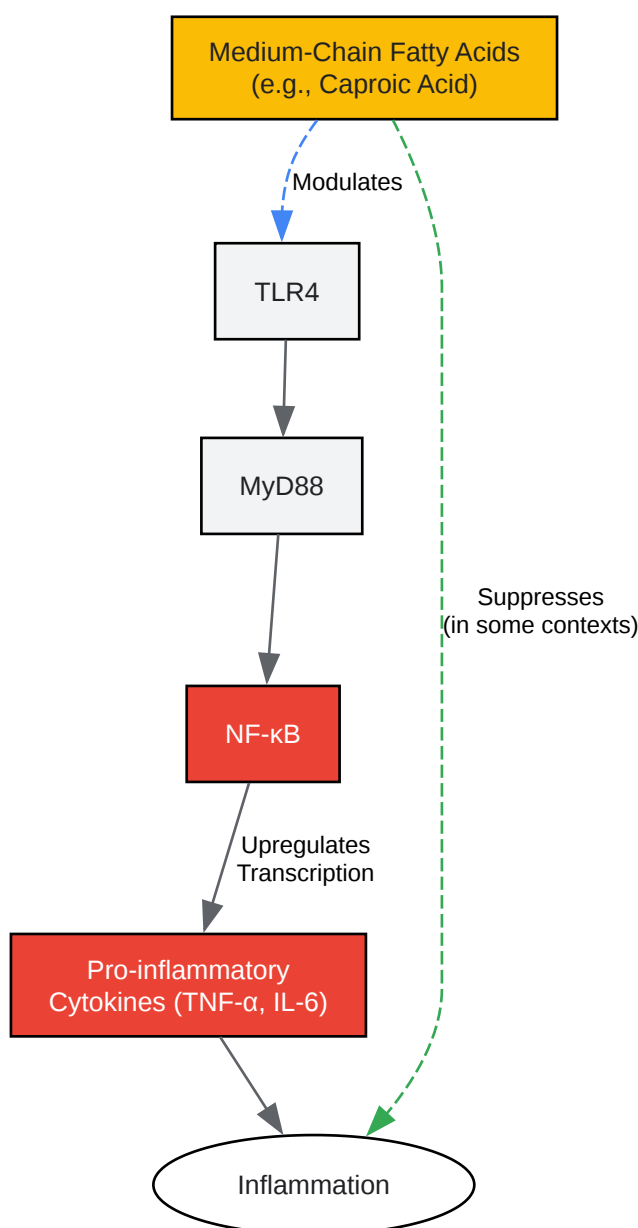 Medium-Chain Fatty Acids
(e.g., Caproic Acid)
Modulates
TLR4
MyD88
Suppresses
(in some contexts)
NF-κB
Upregulates
Transcription
Pro-inflammatory
Cytokines (TNF-α, IL-6)
Inflammation